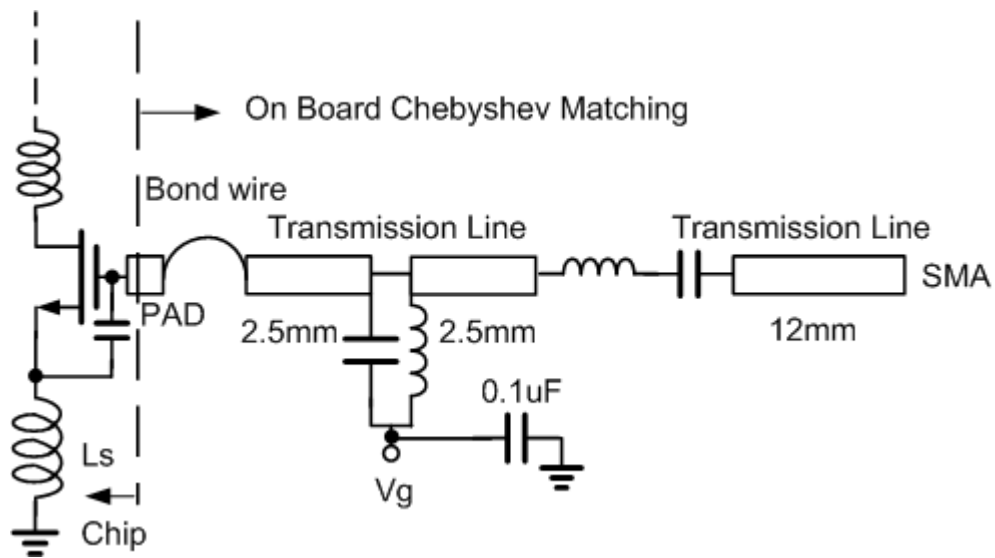 On Board Chebyshev Matching
Bond wire
Transmission Line
Transmission Line
SMA
PAD
2.5mm
2.5mm
12mm
0.1uF
Ls
Vg
Chip